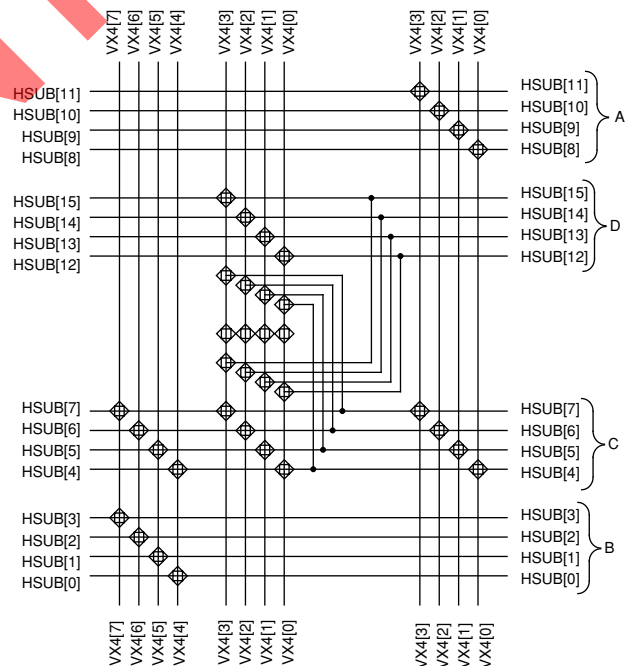 VX4[7] VX4[6] VX4[5] VX4[4] VX4[3] VX4[2] VX4[1] VX4[0] VX4[3] VX4[2] VX4[1] VX4[0]
HSUB[11] HSUB[11]
HSUB[10] HSUB[10] A
HSUB[9] HSUB[9]
HSUB[8] HSUB[8]
HSUB[15] HSUB[15]
HSUB[14] HSUB[14] D
HSUB[13] HSUB[13]
HSUB[12] HSUB[12]
HSUB[7] HSUB[7]
HSUB[6] HSUB[6] C
HSUB[5] HSUB[5]
HSUB[4] HSUB[4]
HSUB[3] HSUB[3]
HSUB[2] HSUB[2] B
HSUB[1] HSUB[1]
HSUB[0] HSUB[0]
VX4[7] VX4[6] VX4[5] VX4[4] VX4[3] VX4[2] VX4[1] VX4[0] VX4[3] VX4[2] VX4[1] VX4[0]